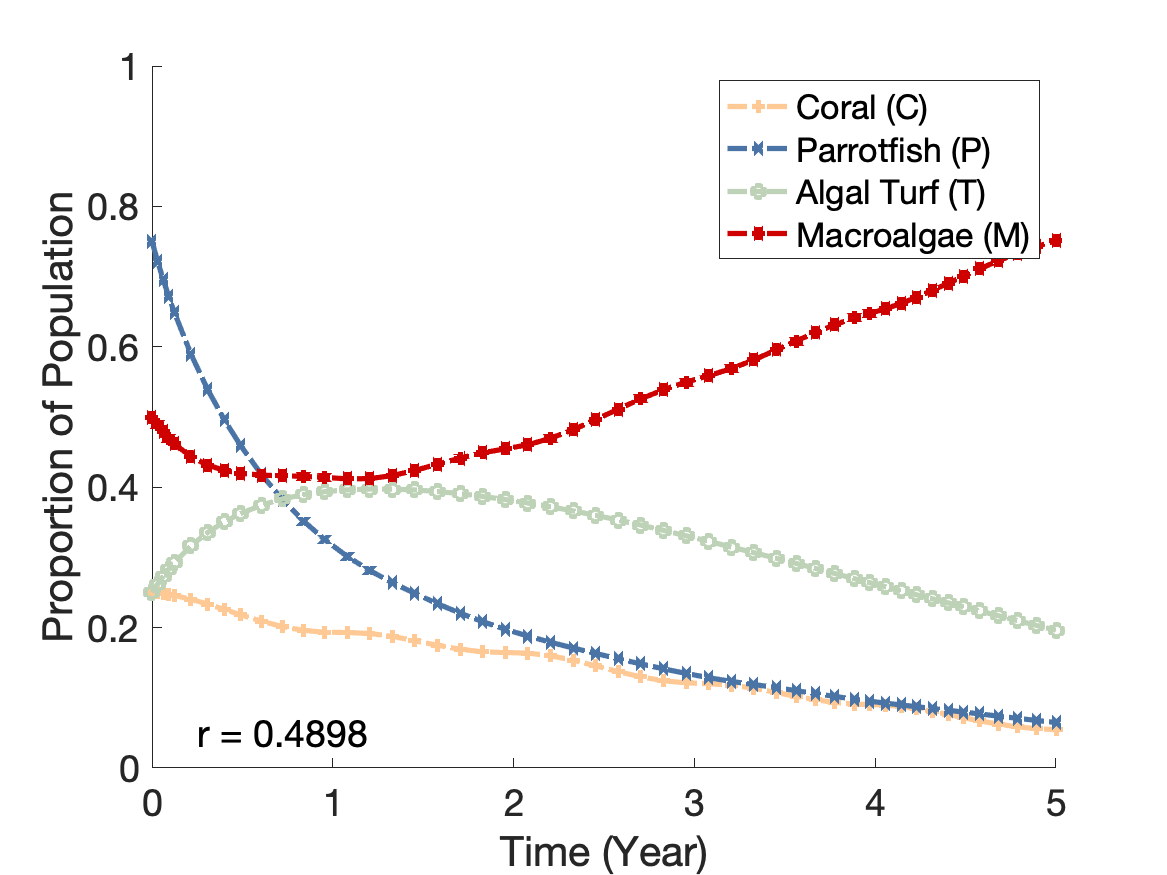 1
0.8
0.6
0.4
0.2
0
Proportion of Population
Coral (C)
Parrotfish (P)
Algal Turf (T)
Macroalgae (M)
r = 0.4898
0 1 2 3 4 5
Time (Year)